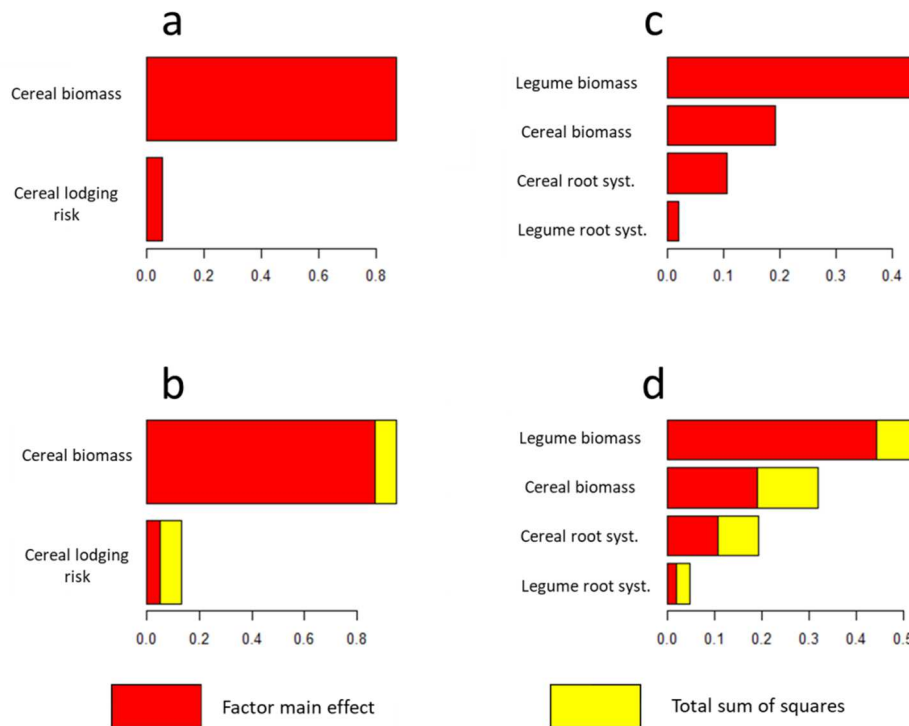 a
Cereal biomass
Cereal lodging
risk
0.0 0.2 0.4 0.6 0.8
c
Legume biomass
Cereal biomass
Cereal root syst.
Legume root syst.
0.0 0.1 0.2 0.3 0.4
b
Cereal biomass
Cereal lodging
risk
0.0 0.2 0.4 0.6 0.8
d
Legume biomass
Cereal biomass
Cereal root syst.
Legume root syst.
0.0 0.1 0.2 0.3 0.4 0.5
Factor main effect
Total sum of squares